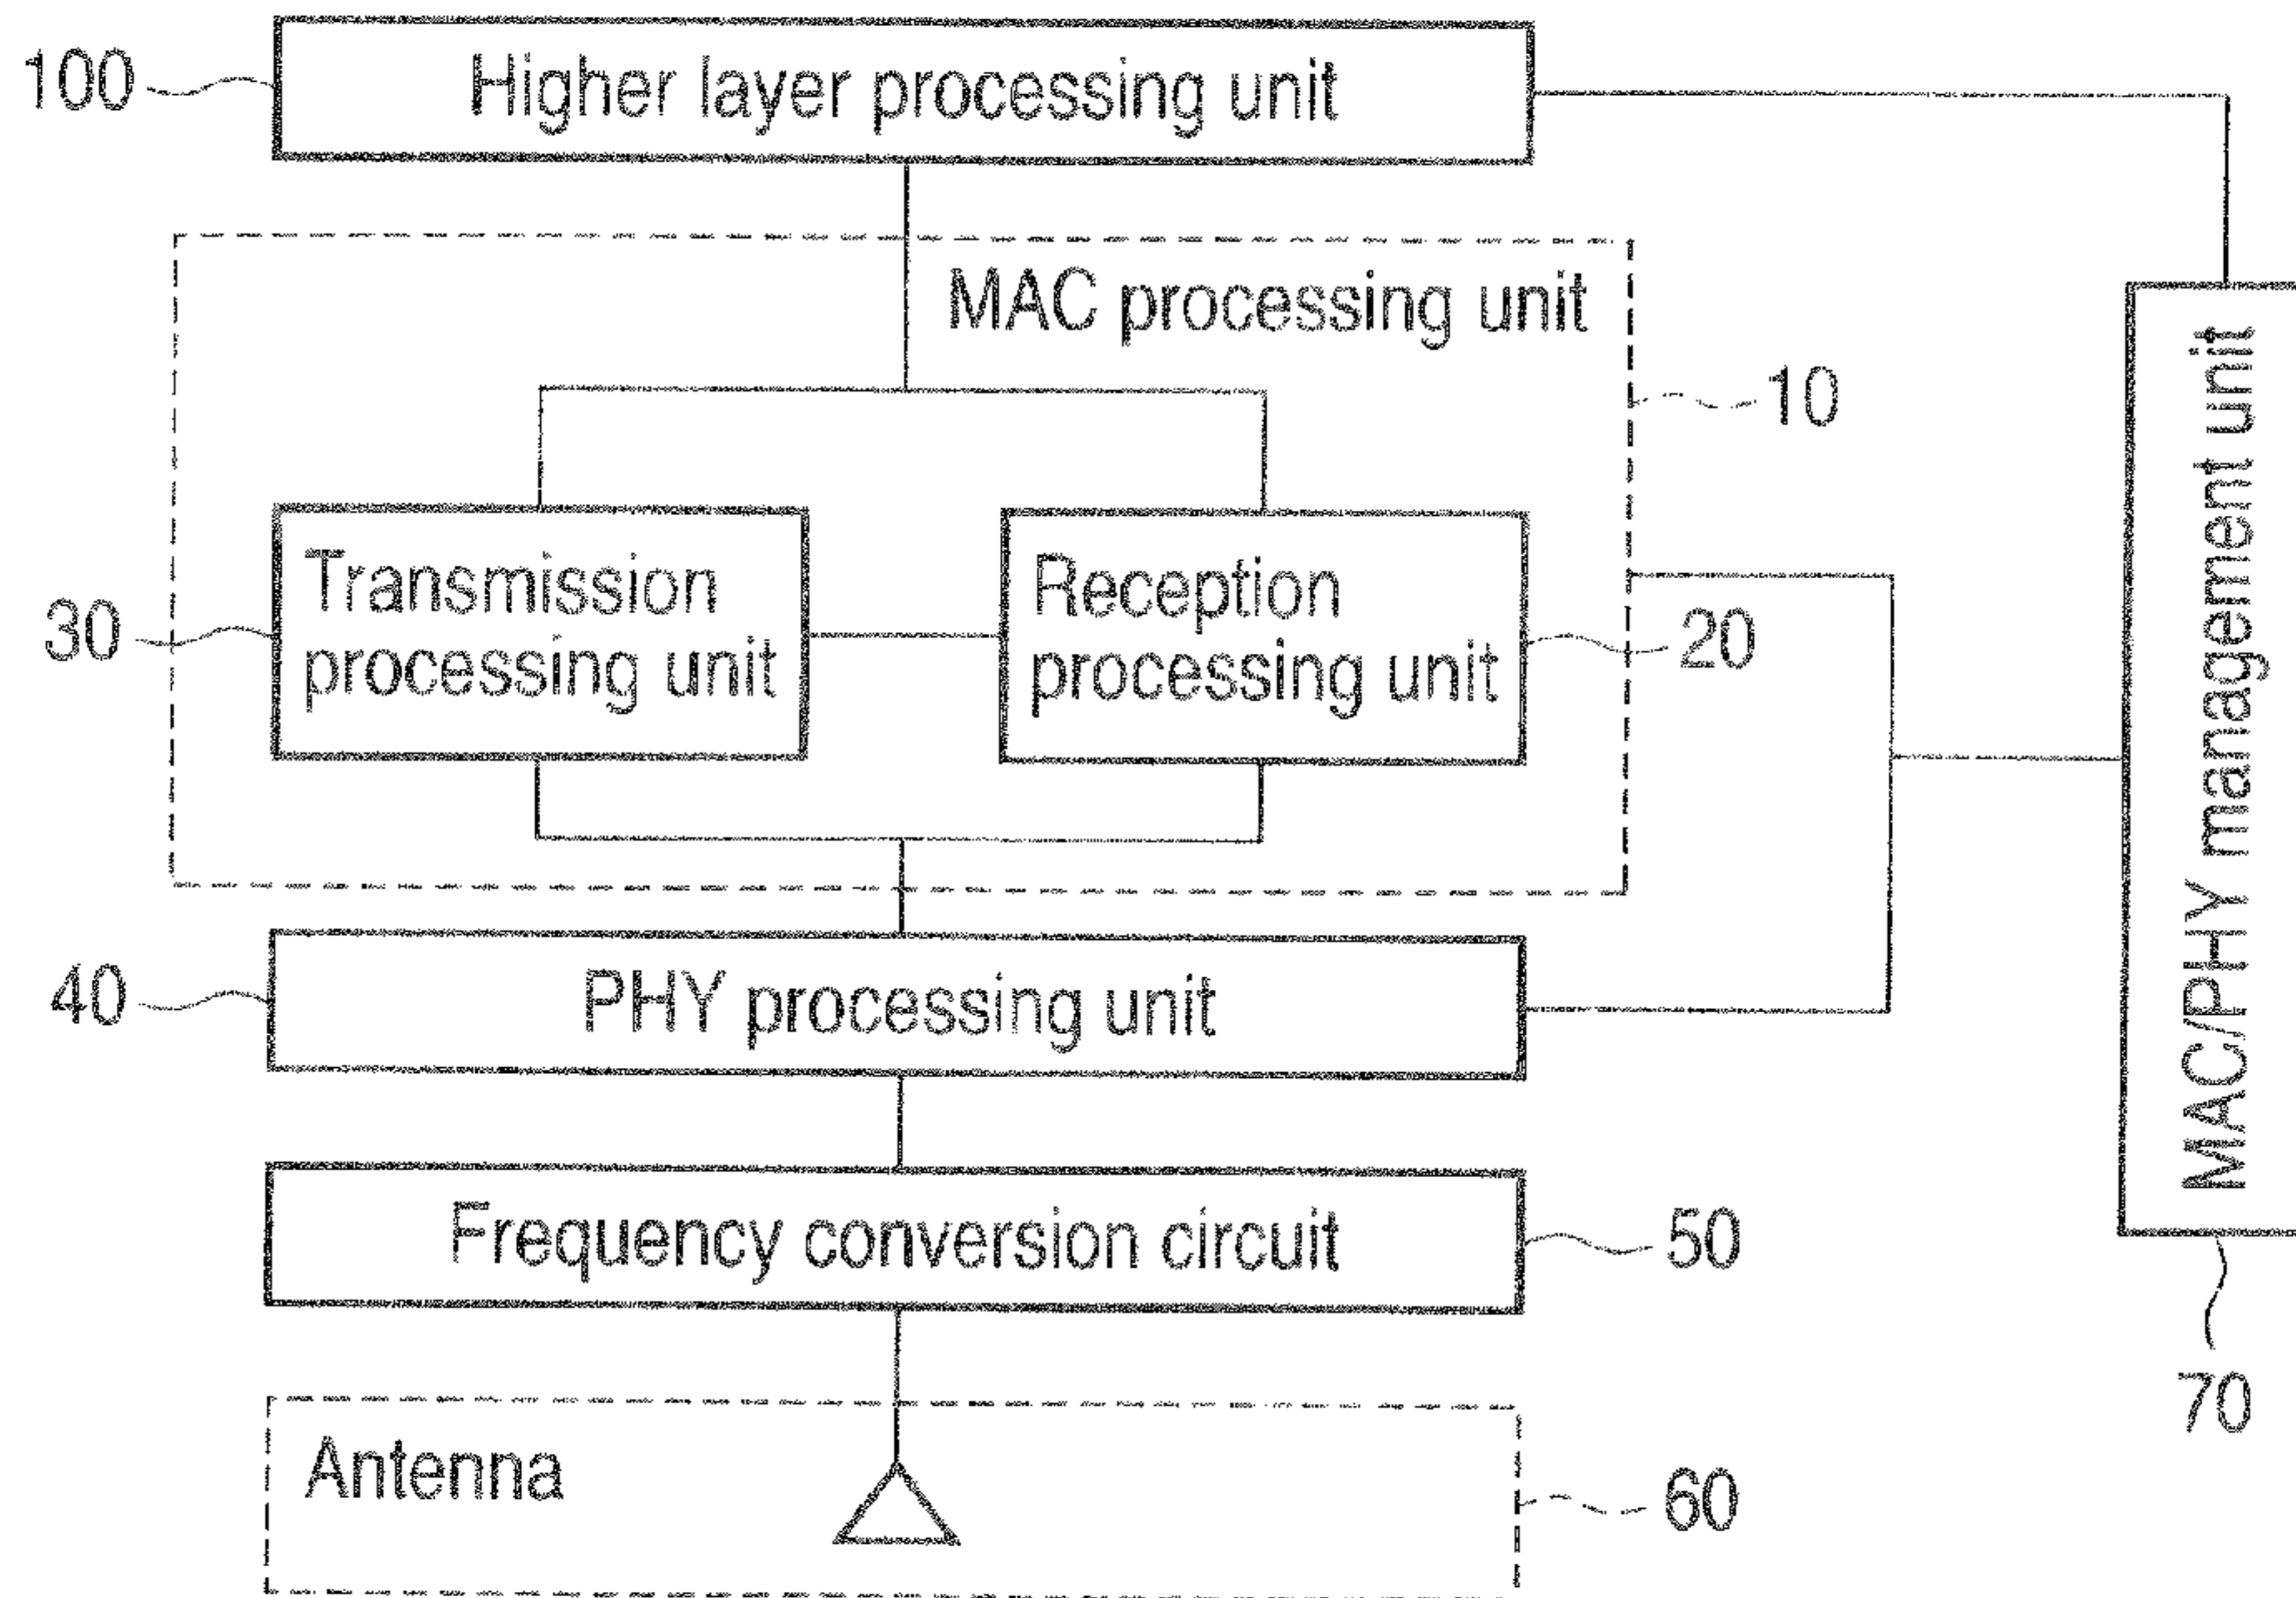 100
Higher layer processing unit
MAC processing unit
10
30
Transmission
processing unit
Reception
processing unit
20
40
PHY processing unit
Frequency conversion circuit
50
Antenna
60
MAC/PHY management unit
70